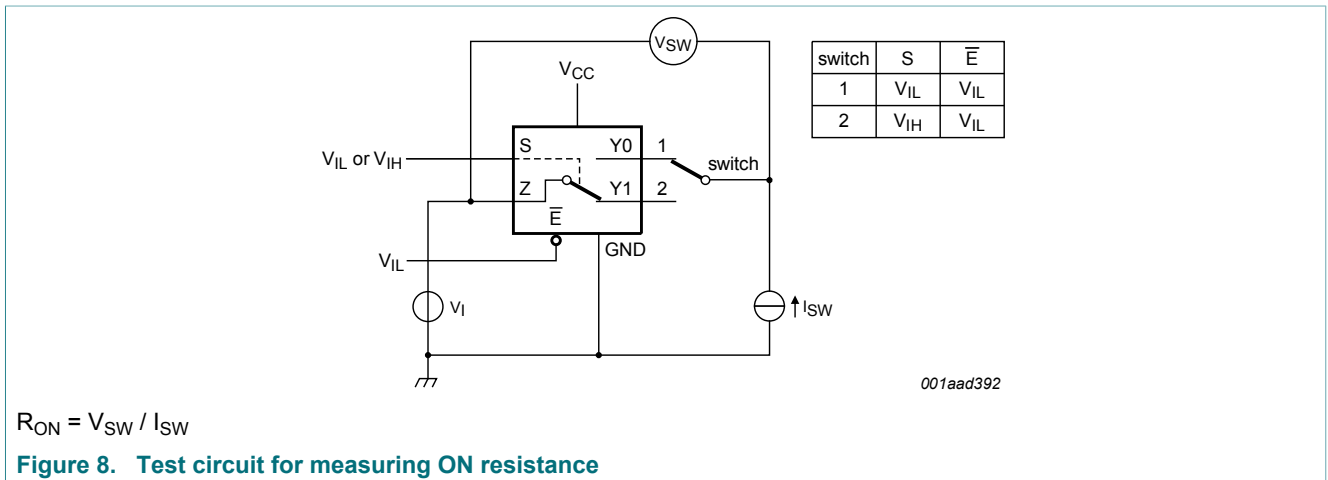 VSW
VCC
switch S E̅
1 VIL VIL
2 VIH VIL
S Y0 1
VIL or VIH
switch
Z Y1 2
E̅
GND
VIL
VI
ISW
001aad392
RON = VSW / ISW
Figure 8. Test circuit for measuring ON resistance